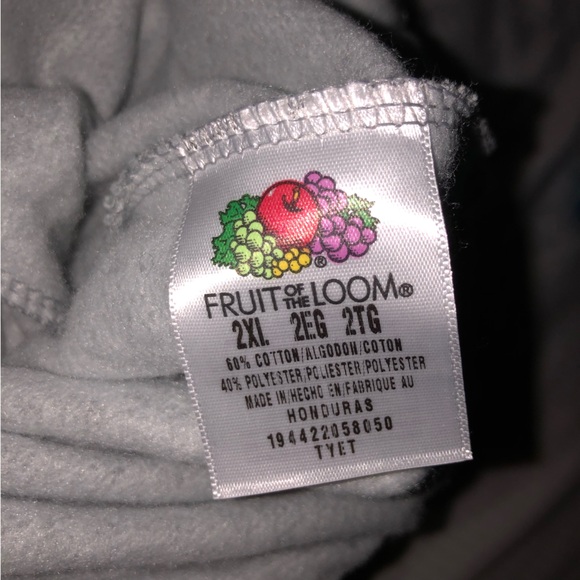 ®
FRUIT OF THE LOOM®
2XL 2EG 2TG
60% COTTON/ALGODON/COTON
40% POLYESTER/POLIESTER/POLYESTER
MADE IN/HECHO EN/FABRIQUE AU
HONDURAS
194422058050
TYET